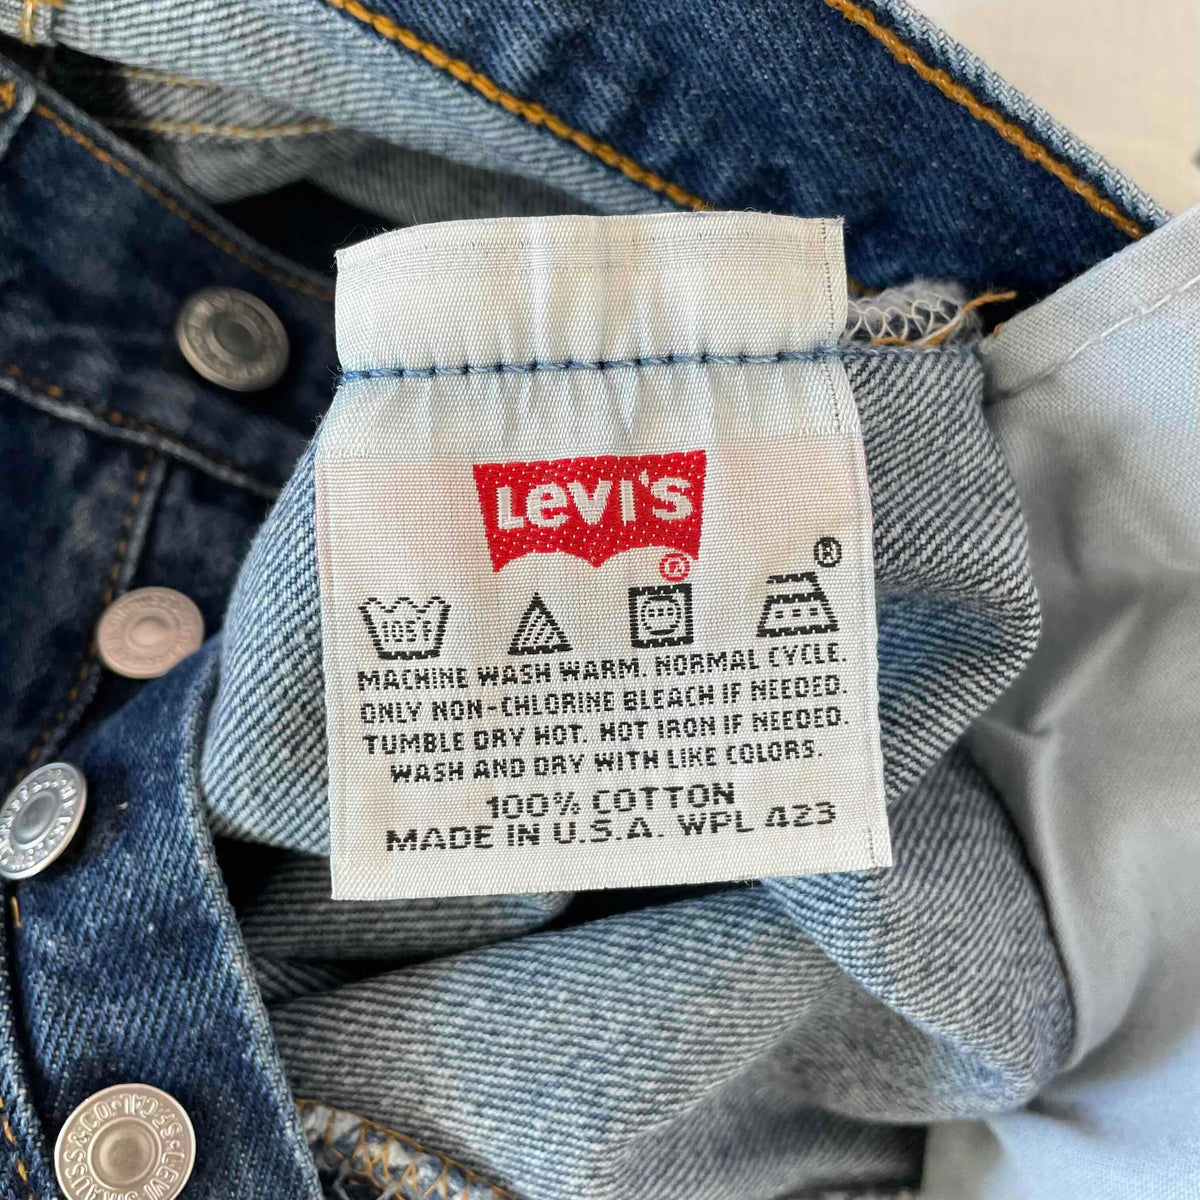 Levi's
®
®
105F
MACHINE WASH WARM. NORMAL CYCLE.
ONLY NON-CHLORINE BLEACH IF NEEDED.
TUMBLE DRY HOT. HOT IRON IF NEEDED.
WASH AND DRY WITH LIKE COLORS.
100% COTTON
MADE IN U.S.A. WPL 423